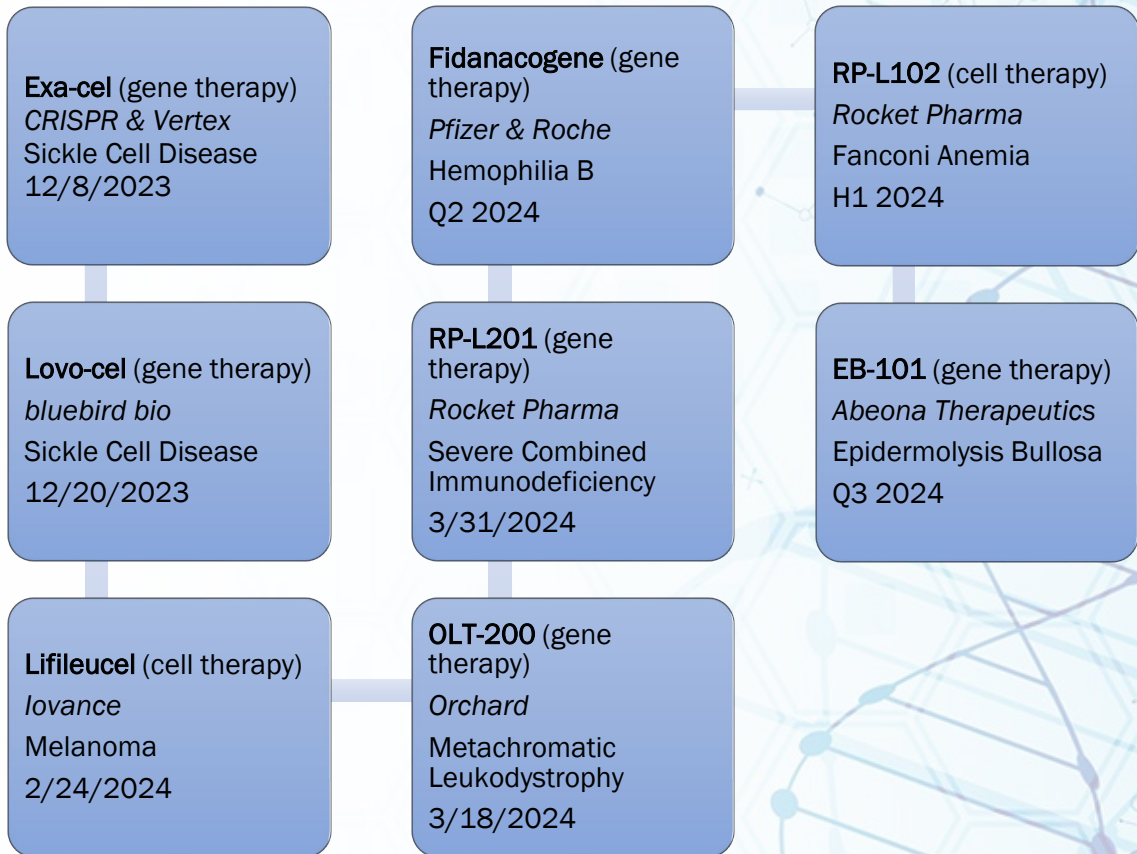 Exa-cel (gene therapy)
CRISPR & Vertex
Sickle Cell Disease
12/8/2023
Lovo-cel (gene therapy)
bluebird bio
Sickle Cell Disease
12/20/2023
Lifileucel (cell therapy)
Iovance
Melanoma
2/24/2024
OLT-200 (gene
therapy)
Orchard
Metachromatic
Leukodystrophy
3/18/2024
RP-L201 (gene
therapy)
Rocket Pharma
Severe Combined
Immunodeficiency
3/31/2024
Fidanacogene (gene
therapy)
Pfizer & Roche
Hemophilia B
Q2 2024
RP-L102 (cell therapy)
Rocket Pharma
Fanconi Anemia
H1 2024
EB-101 (gene therapy)
Abeona Therapeutics
Epidermolysis Bullosa
Q3 2024